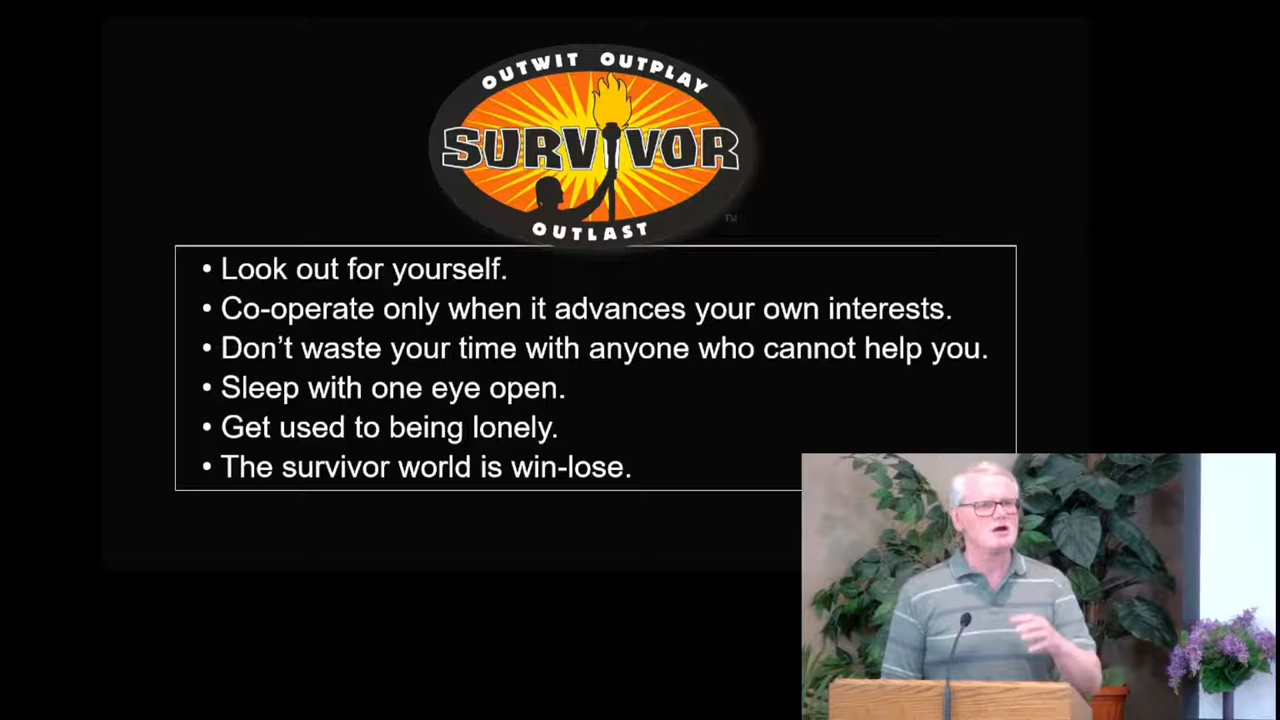 OUTWIT OUTPLAY
SURVIVOR
OUTLAST
TM
• Look out for yourself.
• Co-operate only when it advances your own interests.
• Don’t waste your time with anyone who cannot help you.
• Sleep with one eye open.
• Get used to being lonely.
• The survivor world is win-lose.